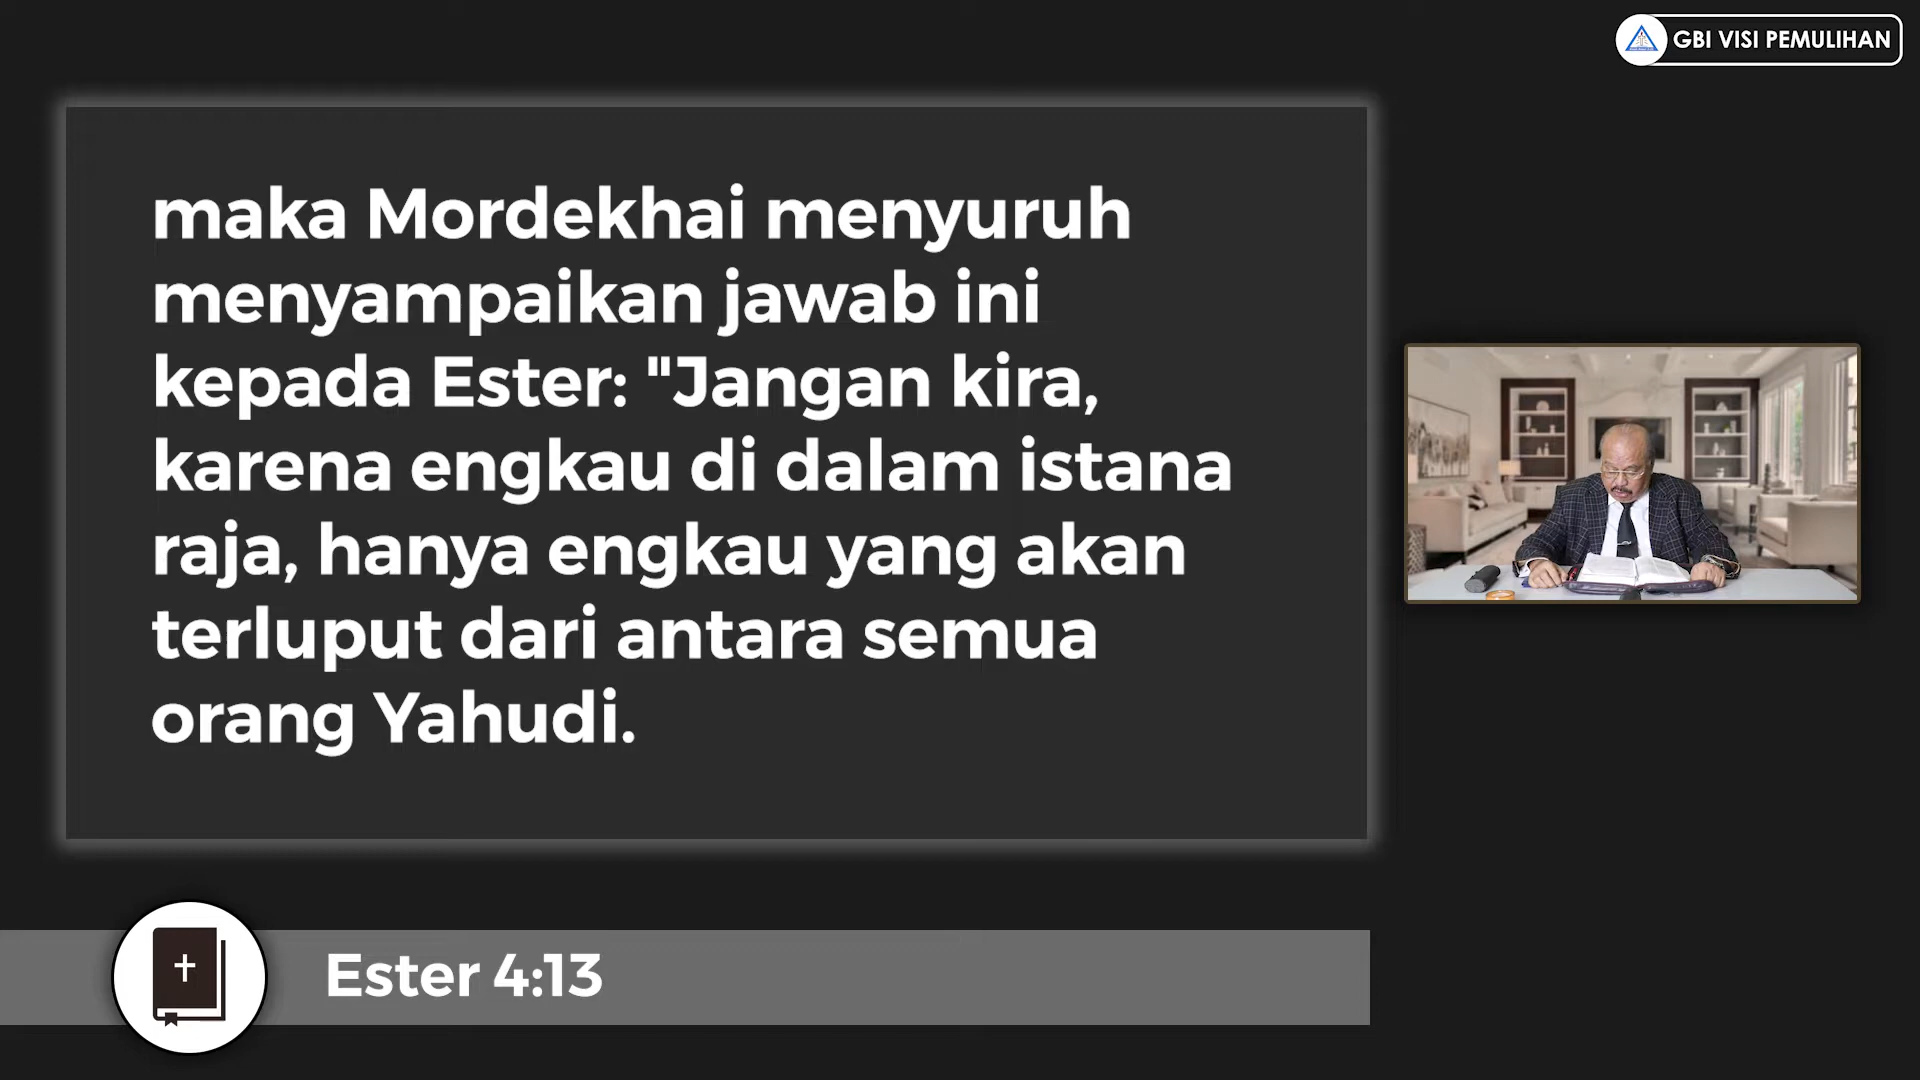 GBI VISI PEMULIHAN
maka Mordekhai menyuruh
menyampaikan jawab ini
kepada Ester: "Jangan kira,
karena engkau di dalam istana
raja, hanya engkau yang akan
terluput dari antara semua
orang Yahudi.
Ester 4:13